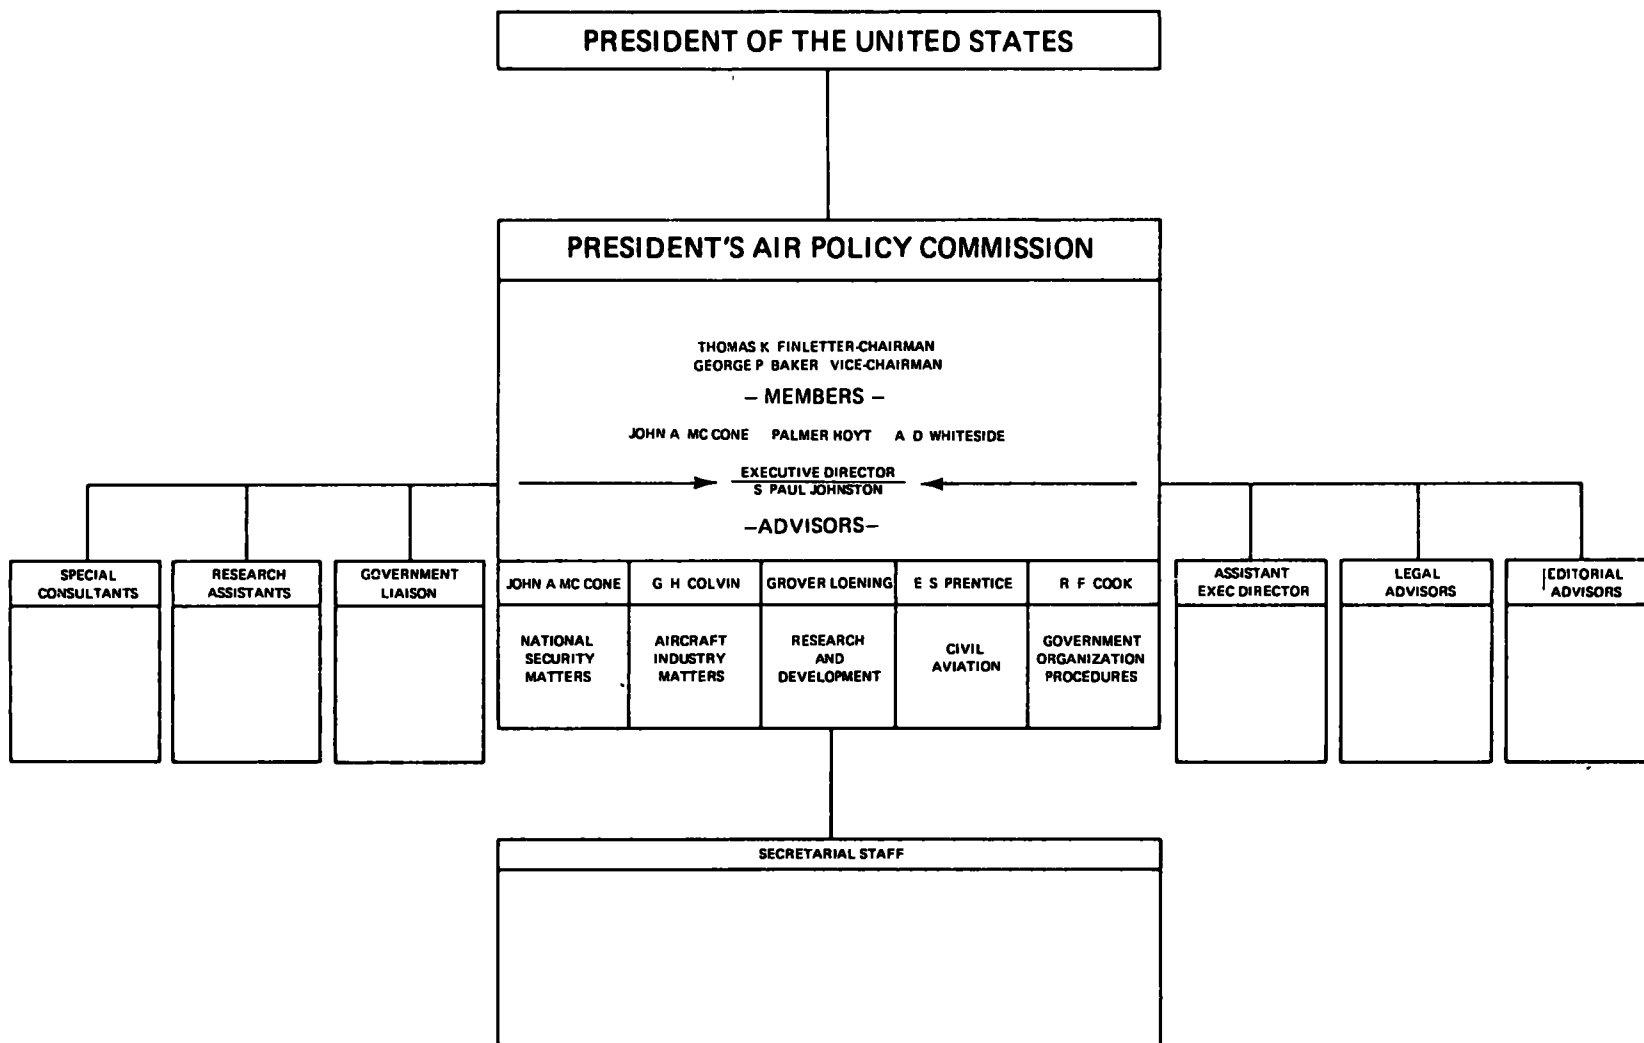 PRESIDENT OF THE UNITED STATES
PRESIDENT'S AIR POLICY COMMISSION
THOMAS K FINLETTER-CHAIRMAN
GEORGE P BAKER VICE-CHAIRMAN
– MEMBERS –
JOHN A MC CONE PALMER HOYT A D WHITESIDE
EXECUTIVE DIRECTOR
S PAUL JOHNSTON
–ADVISORS–
SPECIAL
CONSULTANTS
RESEARCH
ASSISTANTS
GOVERNMENT
LIAISON
JOHN A MC CONE
NATIONAL
SECURITY
MATTERS
G H COLVIN
AIRCRAFT
INDUSTRY
MATTERS
GROVER LOENING
RESEARCH
AND
DEVELOPMENT
E S PRENTICE
CIVIL
AVIATION
R F COOK
GOVERNMENT
ORGANIZATION
PROCEDURES
ASSISTANT
EXEC DIRECTOR
LEGAL
ADVISORS
EDITORIAL
ADVISORS
SECRETARIAL STAFF